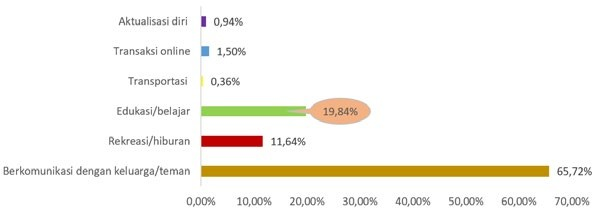 Aktualisasi diri 0,94%
Transaksi online 1,50%
Transportasi 0,36%
Edukasi/belajar 19,84%
Rekreasi/hiburan 11,64%
Berkomunikasi dengan keluarga/teman 65,72%
0,00% 10,00% 20,00% 30,00% 40,00% 50,00% 60,00% 70,00%